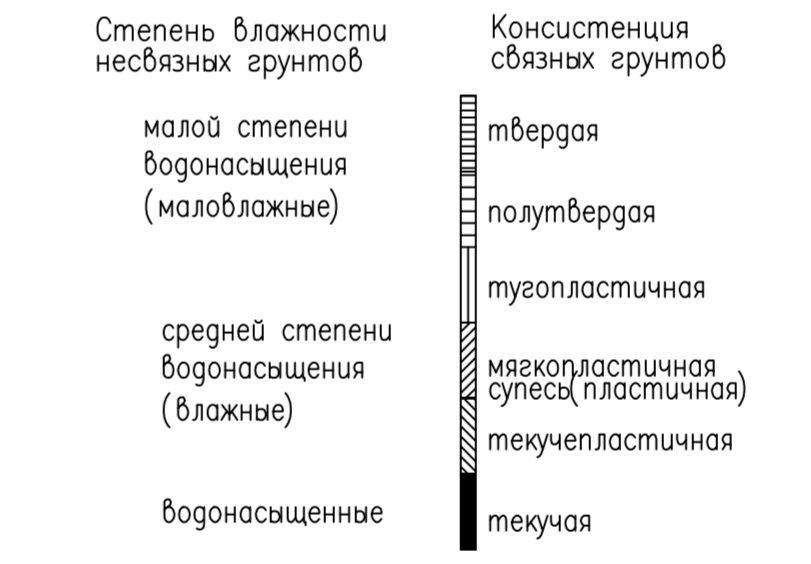 Степень влажности
несвязных грунтов
малой степени
водонасыщения
(маловлажные)
средней степени
водонасыщения
(влажные)
водонасыщенные
Консистенция
связных грунтов
твердая
полутвердая
тугопластичная
мягкопластичная
супесь(пластичная)
текучепластичная
текучая